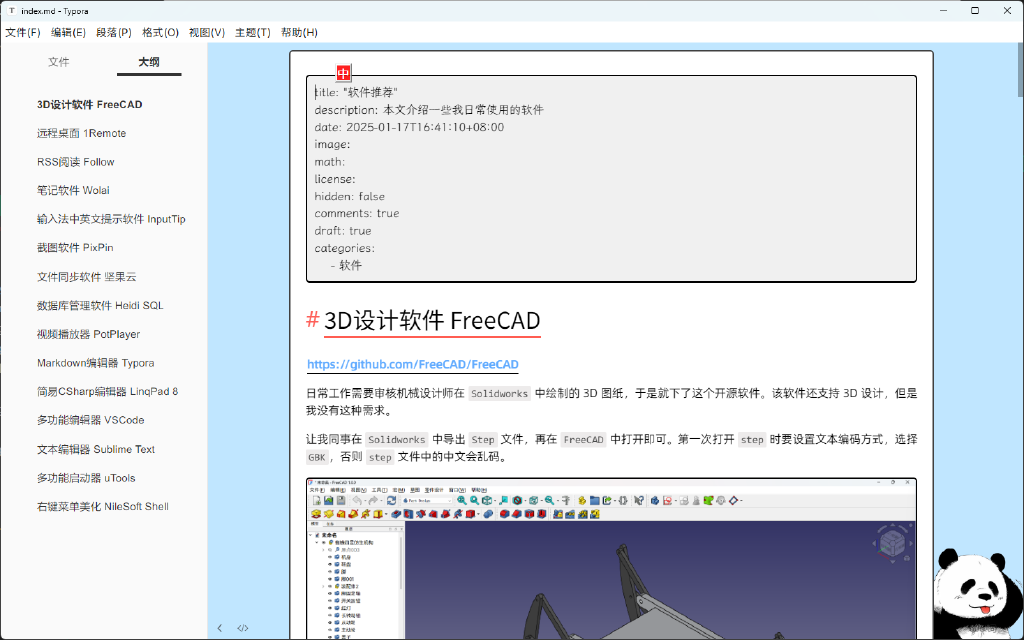 index.md - Typora
文件(F) 编辑(E) 段落(P) 格式(O) 视图(V) 主题(T) 帮助(H)
文件 大纲
3D设计软件 FreeCAD
远程桌面 1Remote
RSS阅读 Follow
笔记软件 Wolai
输入法中英文提示软件 InputTip
截图软件 PixPin
文件同步软件 坚果云
数据库管理软件 Heidi SQL
视频播放器 PotPlayer
Markdown编辑器 Typora
简易CSharp编辑器 LinqPad 8
多功能编辑器 VSCode
文本编辑器 Sublime Text
多功能启动器 uTools
右键菜单美化 NileSoft Shell
中
title: "软件推荐"
description: 本文介绍一些我日常使用的软件
date: 2025-01-17T16:41:10+08:00
image:
math:
license:
hidden: false
comments: true
draft: true
categories:
- 软件
# 3D设计软件 FreeCAD
https://github.com/FreeCAD/FreeCAD
日常工作需要审核机械设计师在 Solidworks 中绘制的 3D 图纸，于是就下了这个开源软件。该软件还支持 3D 设计，但是
我没有这种需求。
让我同事在 Solidworks 中导出 Step 文件，再在 FreeCAD 中打开即可。第一次打开 step 时要设置文本编码方式，选择
GBK ，否则 step 文件中的中文会乱码。